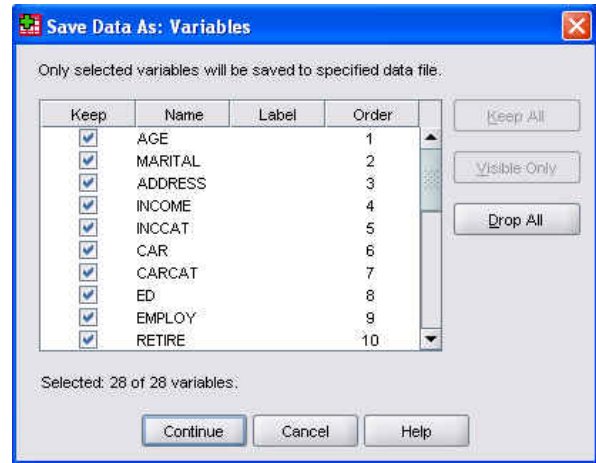 Save Data As: Variables
Only selected variables will be saved to specified data file.
Keep Name Label Order
AGE 1
MARITAL 2
ADDRESS 3
INCOME 4
INCCAT 5
CAR 6
CARCAT 7
ED 8
EMPLOY 9
RETIRE 10
Keep All
Visible Only
Drop All
Selected: 28 of 28 variables.
Continue Cancel Help